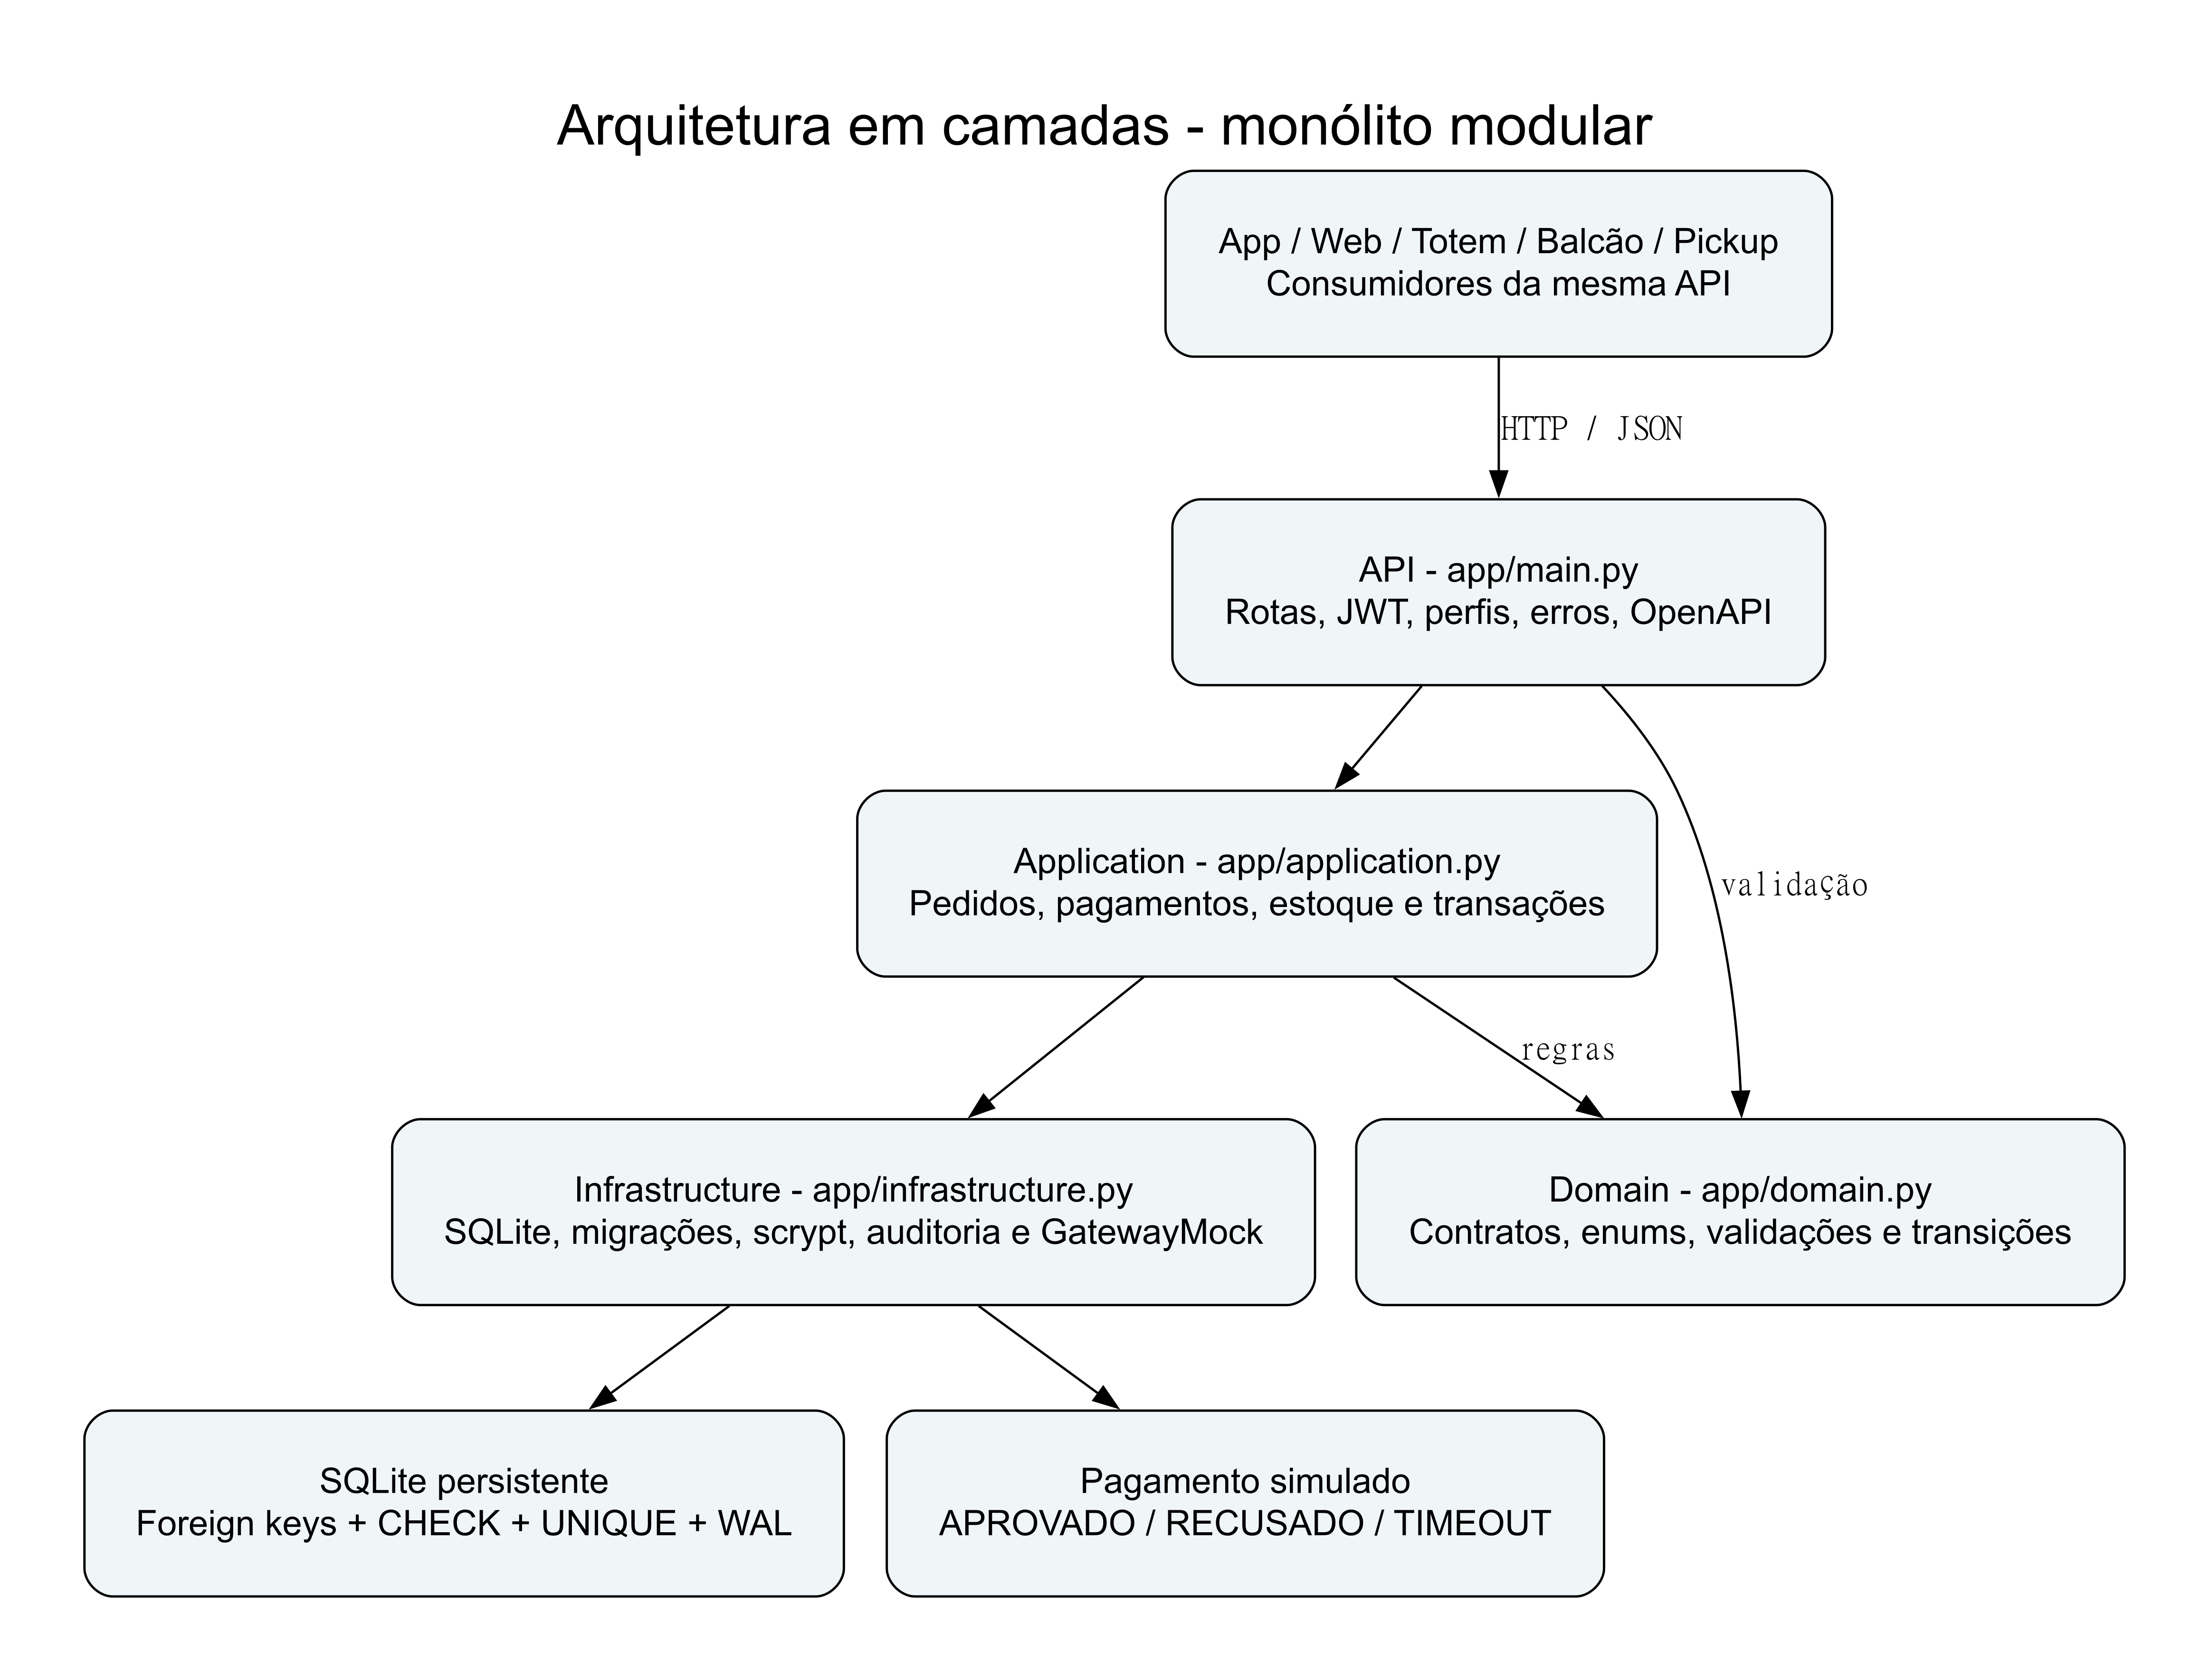 Arquitetura em camadas - monólito modular
App / Web / Totem / Balcão / Pickup
Consumidores da mesma API
HTTP / JSON
API - app/main.py
Rotas, JWT, perfis, erros, OpenAPI
Application - app/application.py
Pedidos, pagamentos, estoque e transações
validação
regras
Infrastructure - app/infrastructure.py
SQLite, migrações, scrypt, auditoria e GatewayMock
Domain - app/domain.py
Contratos, enums, validações e transições
SQLite persistente
Foreign keys + CHECK + UNIQUE + WAL
Pagamento simulado
APROVADO / RECUSADO / TIMEOUT